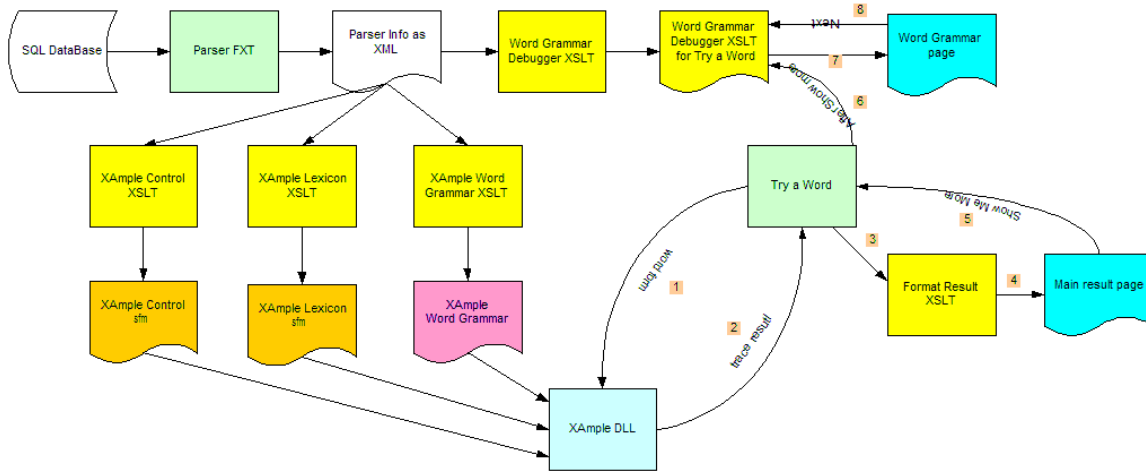 SQL DataBase
Parser FXT
Parser Info as
XML
Word Grammar
Debugger XSLT
Word Grammar
Debugger XSLT
for Try a Word
8
Next
7
Word Grammar
page
After Show more
6
XAmple Control
XSLT
XAmple Lexicon
XSLT
XAmple Word
Grammar XSLT
Try a Word
Show Me More
5
word form
1
2
trace result/
3
4
XAmple Control
sfm
XAmple Lexicon
sfm
XAmple
Word Grammar
Format Result
XSLT
Main result page
XAmple DLL